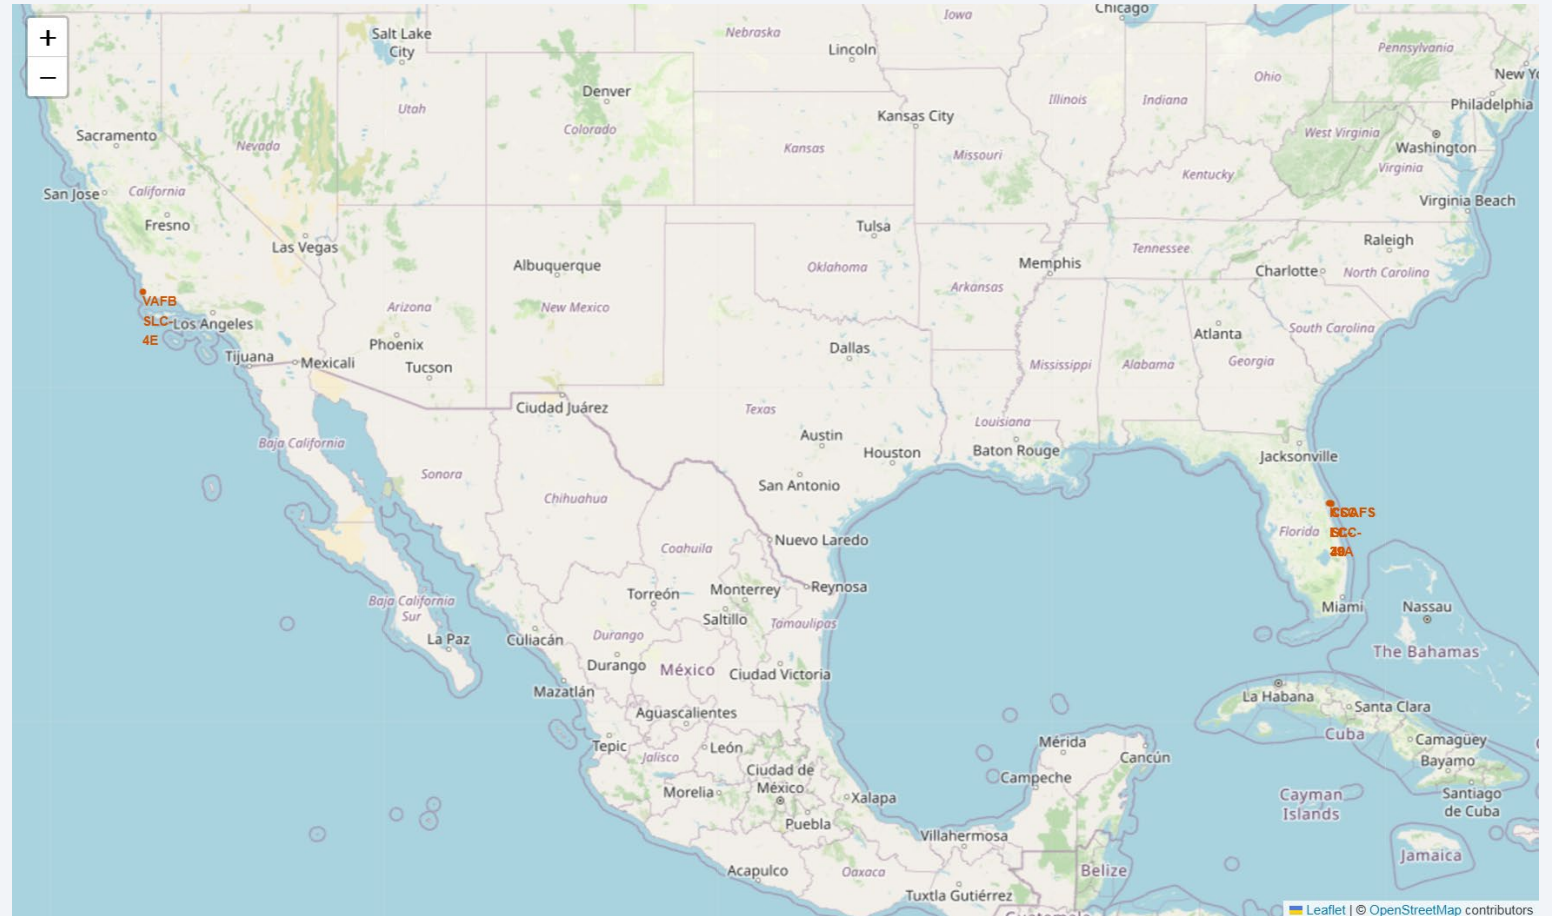 +
−
Chicago
Iowa
Salt Lake
City
Nebraska
Lincoln
Pennsylvania
New Yo
Ohio
Denver
Utah
Illinois
Indiana
Philadelphia
Kansas City
Colorado
Sacramento
Nevada
Kansas
Missouri
West Virginia
Washington
Virginia
Kentucky
San Jose
California
Virginia Beach
Fresno
Tulsa
Las Vegas
Raleigh
Tennessee
Albuquerque
Oklahoma
Memphis
Charlotte
North Carolina
Arkansas
VAFB
SLC-
4E
Arizona
New Mexico
Los Angeles
South Carolina
Atlanta
Phoenix
Dallas
Tijuana
Mexicali
Tucson
Mississippi
Alabama
Georgia
Ciudad Juárez
Texas
Louisiana
Austin
Baja California
Houston
Baton Rouge
Jacksonville
Sonora
San Antonio
Chihuahua
Florida
Nuevo Laredo
Coahuila
Torreón
Monterrey
Reynosa
Baja California
Sur
Saltillo
Tamaulipas
Miami
Nassau
La Paz
Culiacán
Durango
The Bahamas
Durango
México
Ciudad Victoria
Mazatlán
La Habana
Santa Clara
Aguascalientes
Cuba
Camagüey
Tepic
León
Mérida
Cancún
Jalisco
Bayamo
Ciudad de
México
Campeche
Morelia
Xalapa
Cayman
Islands
Santiago
de Cuba
Puebla
Villahermosa
Jamaica
Acapulco
Oaxaca
Belize
Tuxtla Gutiérrez
Guatemala
Leaflet | © OpenStreetMap contributors